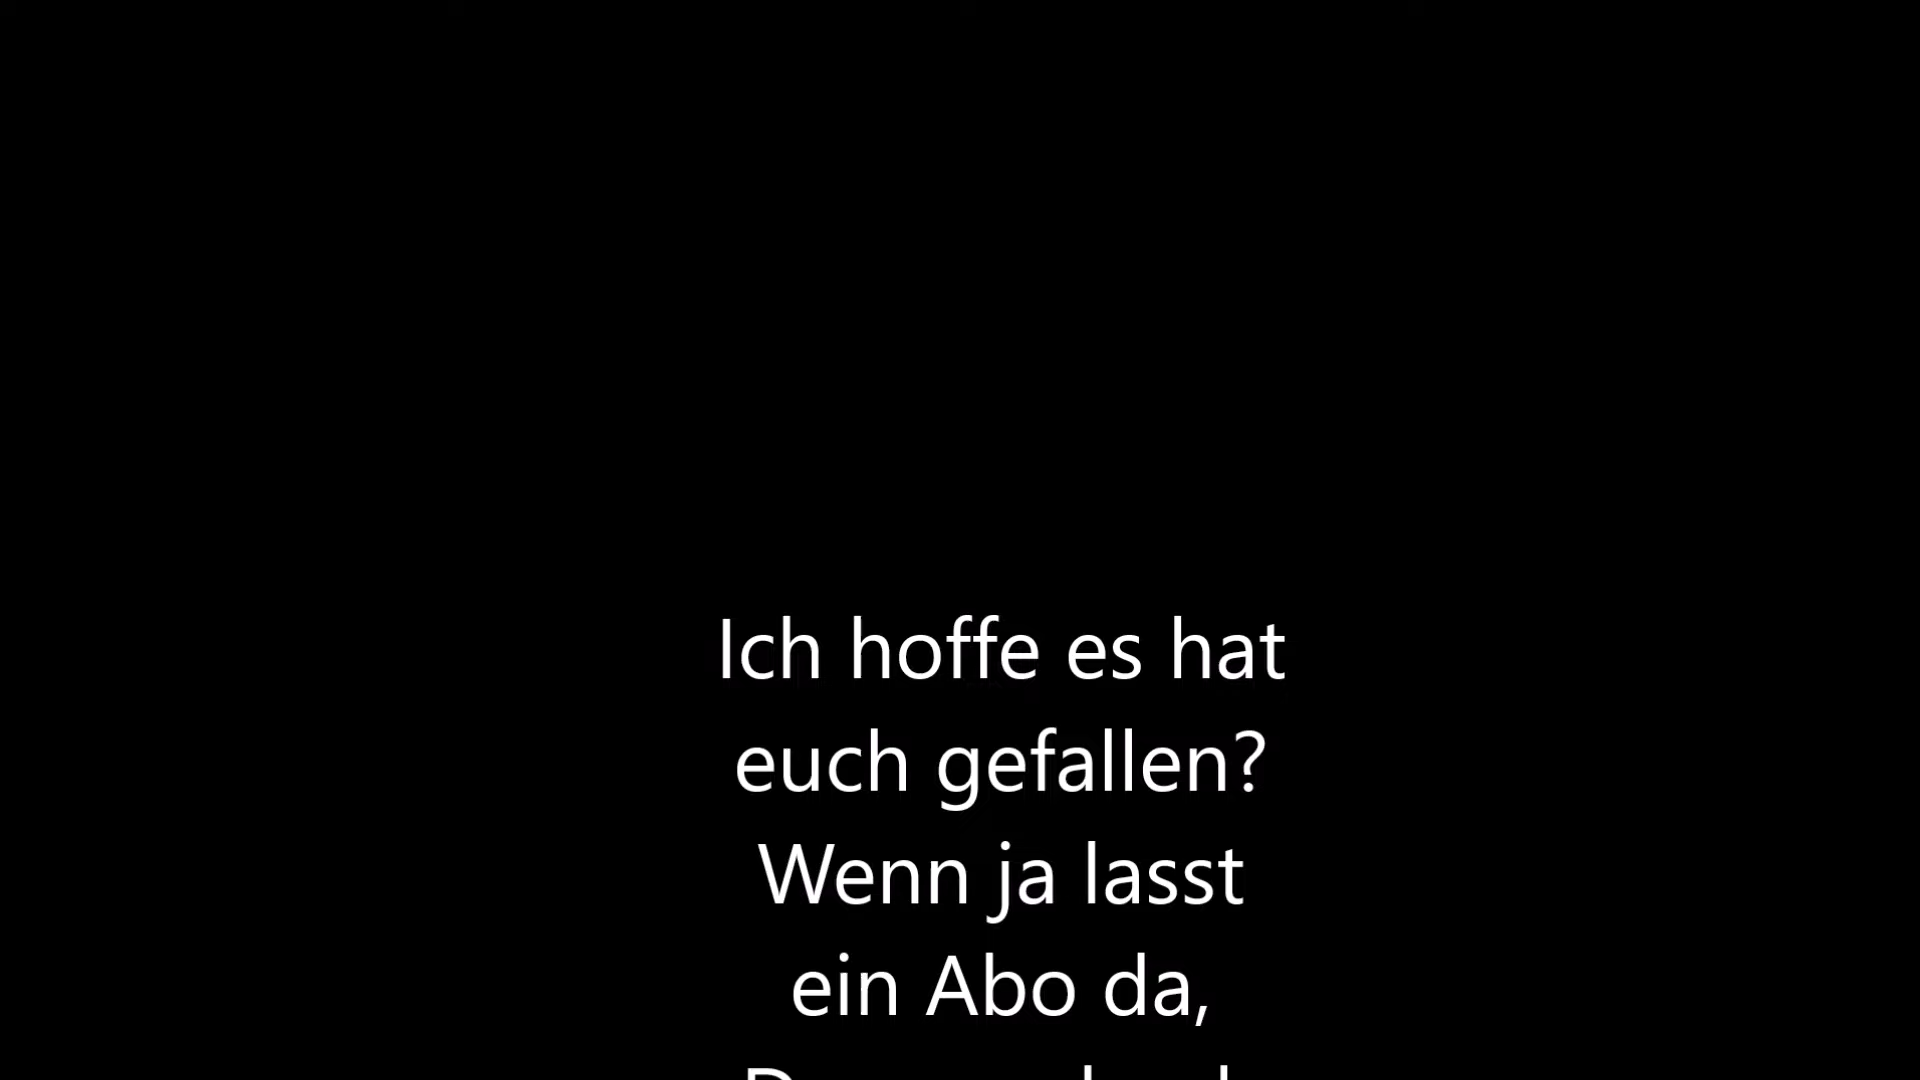 Ich hoffe es hat
euch gefallen?
Wenn ja lasst
ein Abo da,